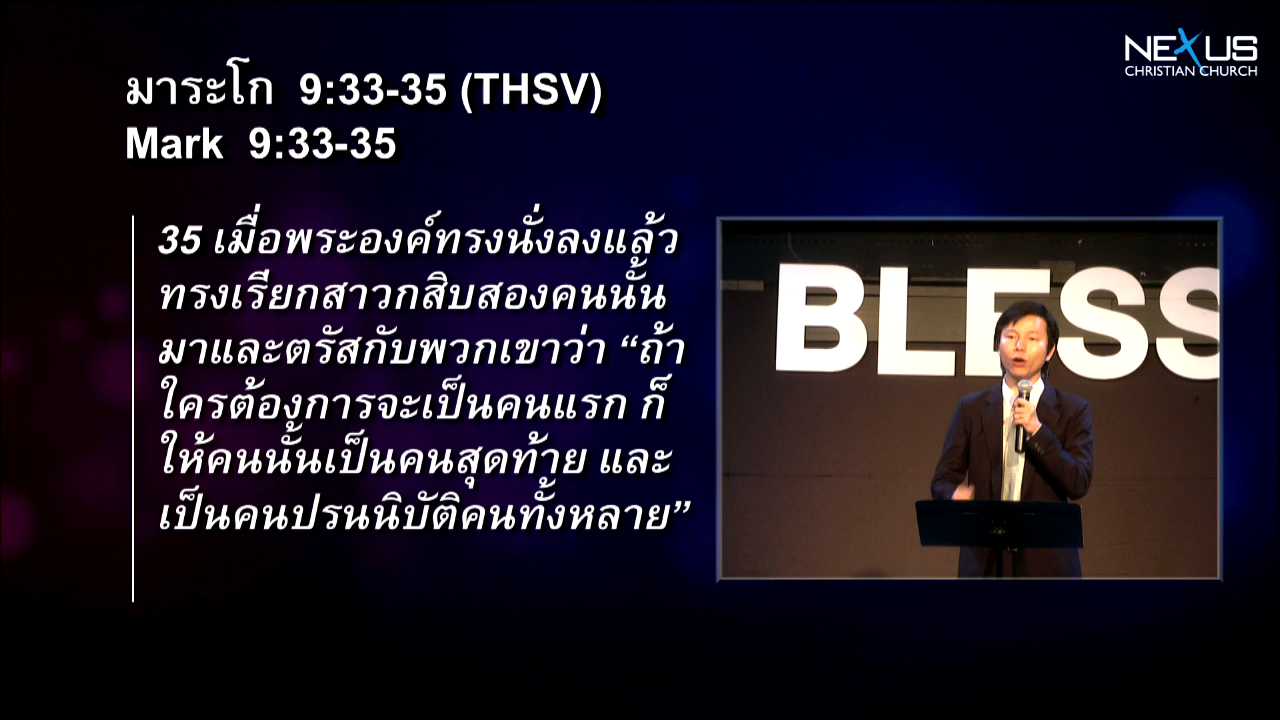 NEXUS
CHRISTIAN CHURCH
มาระโก 9:33-35 (THSV)
Mark 9:33-35
35 เมื่อพระองค์ทรงนั่งลงแล้ว
ทรงเรียกสาวกสิบสองคนนั้น
มาและตรัสกับพวกเขาว่า “ถ้า
ใครต้องการจะเป็นคนแรก ก็
ให้คนนั้นเป็นคนสุดท้าย และ
เป็นคนปรนนิบัติคนทั้งหลาย”
BLESS